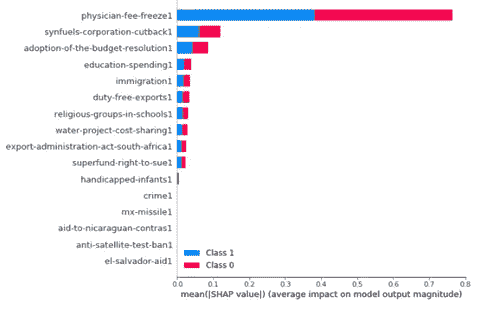 physician-fee-freeze1
synfuels-corporation-cutback1
adoption-of-the-budget-resolution1
education-spending1
immigration1
duty-free-exports1
religious-groups-in-schools1
water-project-cost-sharing1
export-administration-act-south-africa1
superfund-right-to-sue1
handicapped-infants1
crime1
mx-missile1
aid-to-nicaraguan-contras1
anti-satellite-test-ban1
el-salvador-aid1
Class 1
Class 0
0.0 0.1 0.2 0.3 0.4 0.5 0.6 0.7 0.8
mean(|SHAP value|) (average impact on model output magnitude)